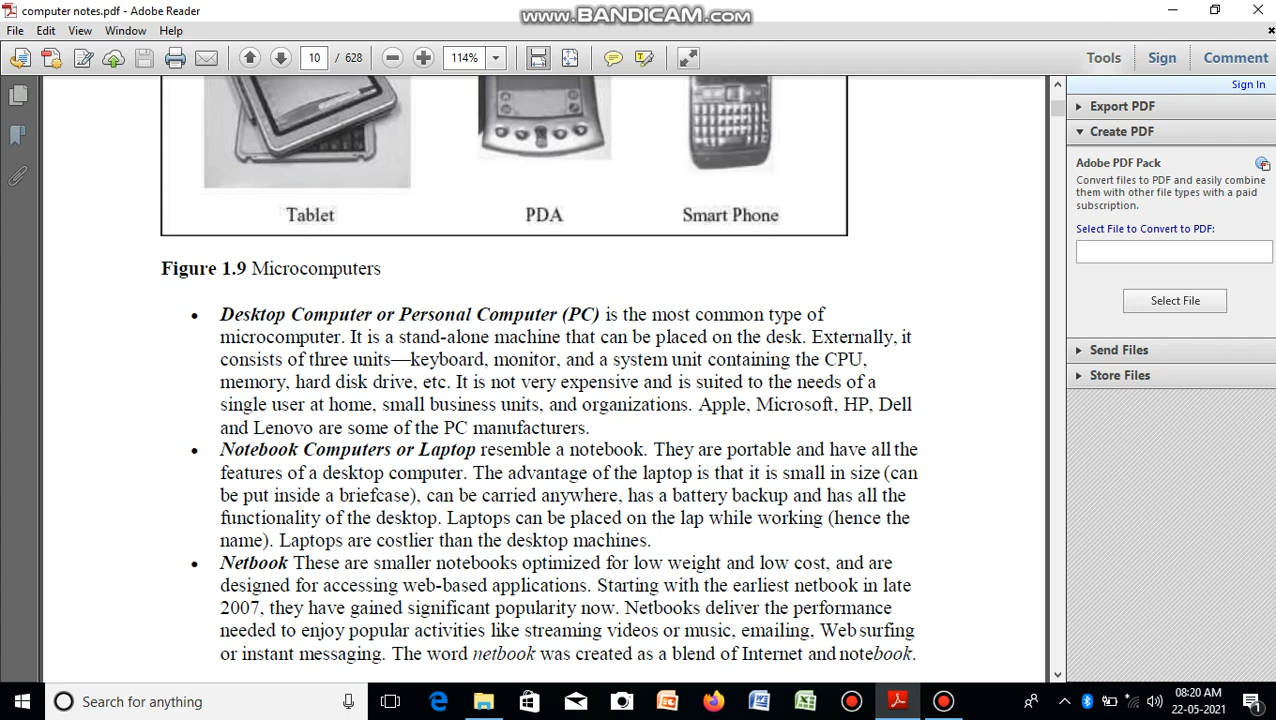 computer notes.pdf - Adobe Reader
www.BANDICAM.com
File Edit View Window Help
10 / 628 114% Tools Sign Comment
Sign In
Export PDF
Create PDF
Adobe PDF Pack
Convert files to PDF and easily combine
them with other file types with a paid
subscription.
Select File to Convert to PDF:
Select File
Send Files
Store Files
Tablet PDA Smart Phone
Figure 1.9 Microcomputers
• Desktop Computer or Personal Computer (PC) is the most common type of
microcomputer. It is a stand-alone machine that can be placed on the desk. Externally, it
consists of three units—keyboard, monitor, and a system unit containing the CPU,
memory, hard disk drive, etc. It is not very expensive and is suited to the needs of a
single user at home, small business units, and organizations. Apple, Microsoft, HP, Dell
and Lenovo are some of the PC manufacturers.
• Notebook Computers or Laptop resemble a notebook. They are portable and have all the
features of a desktop computer. The advantage of the laptop is that it is small in size (can
be put inside a briefcase), can be carried anywhere, has a battery backup and has all the
functionality of the desktop. Laptops can be placed on the lap while working (hence the
name). Laptops are costlier than the desktop machines.
• Netbook These are smaller notebooks optimized for low weight and low cost, and are
designed for accessing web-based applications. Starting with the earliest netbook in late
2007, they have gained significant popularity now. Netbooks deliver the performance
needed to enjoy popular activities like streaming videos or music, emailing, Web surfing
or instant messaging. The word netbook was created as a blend of Internet and notebook.
Search for anything
08:20 AM
22-05-2021
1